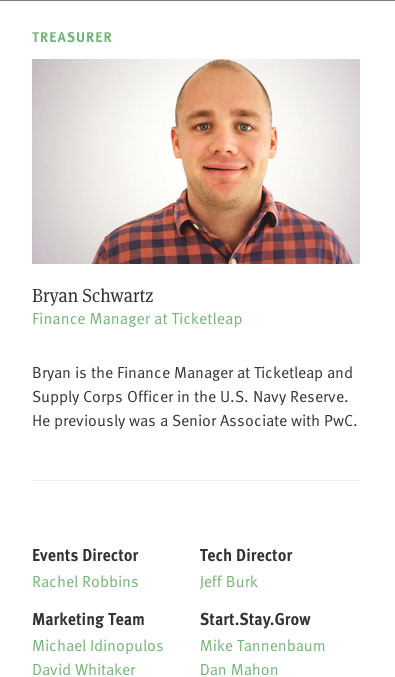 TREASURER
Bryan Schwartz
Finance Manager at Ticketleap
Bryan is the Finance Manager at Ticketleap and
Supply Corps Officer in the U.S. Navy Reserve.
He previously was a Senior Associate with PwC.
Events Director
Rachel Robbins
Tech Director
Jeff Burk
Marketing Team
Michael Idinopulos
David Whitaker
Start.Stay.Grow
Mike Tannenbaum
Dan Mahon